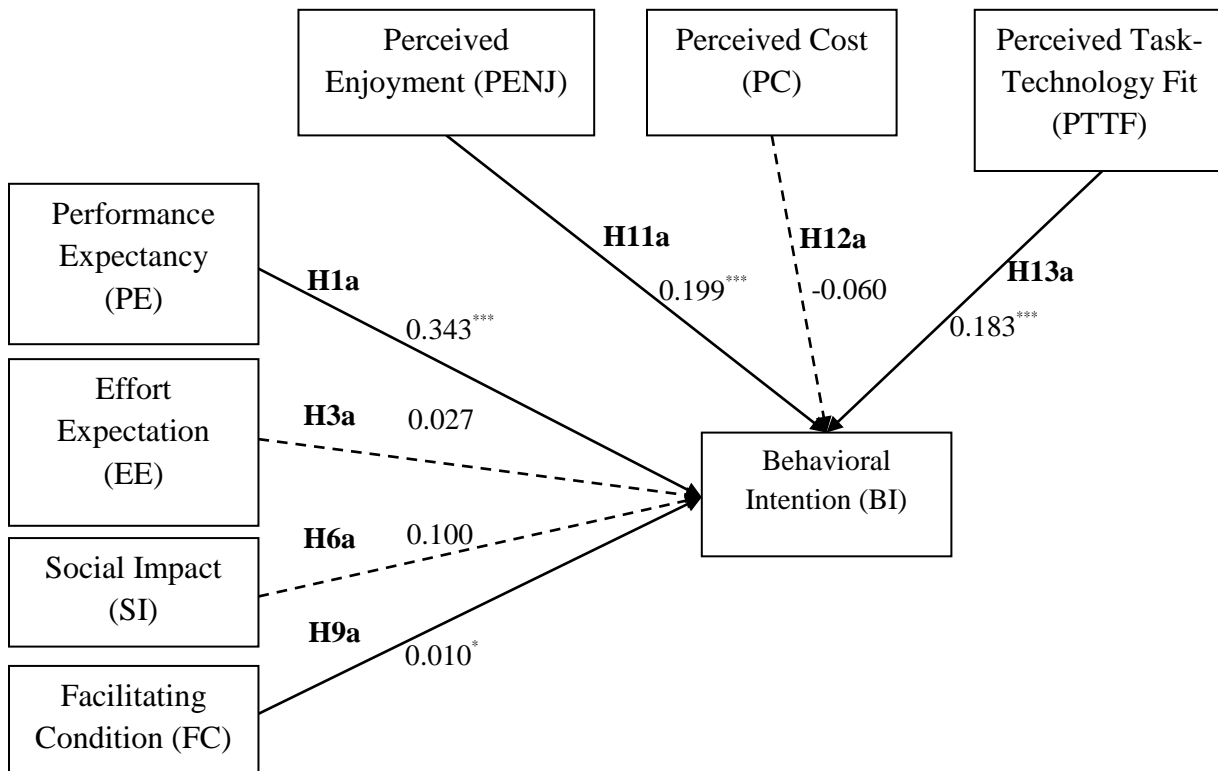 Perceived
Enjoyment (PENJ)
Perceived Cost
(PC)
Perceived Task-
Technology Fit
(PTTF)
Performance
Expectancy
(PE)
Effort
Expectation
(EE)
Social Impact
(SI)
Facilitating
Condition (FC)
H11a
0.199***
H12a
-0.060
H13a
0.183***
H1a
0.343***
H3a 0.027
H6a 0.100
H9a
0.010*
Behavioral
Intention (BI)